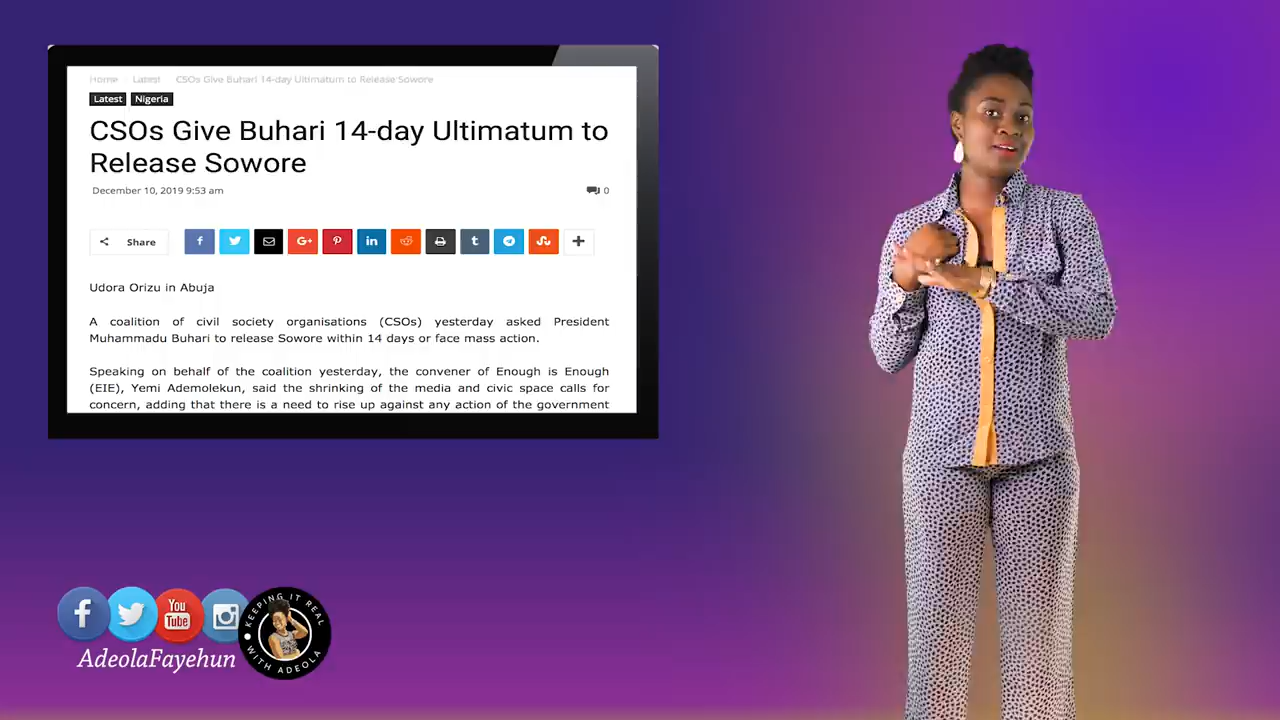 Home Latest CSOs Give Buhari 14-day Ultimatum to Release Sowore
Latest Nigeria
CSOs Give Buhari 14-day Ultimatum to
Release Sowore
December 10, 2019 9:53 am
0
Share
Udora Orizu in Abuja
A coalition of civil society organisations (CSOs) yesterday asked President
Muhammadu Buhari to release Sowore within 14 days or face mass action.
Speaking on behalf of the coalition yesterday, the convener of Enough is Enough
(EIE), Yemi Ademolekun, said the shrinking of the media and civic space calls for
concern, adding that there is a need to rise up against any action of the government
You
Tube
KEEPING IT REAL
WITH ADEOLA
AdeolaFayehun